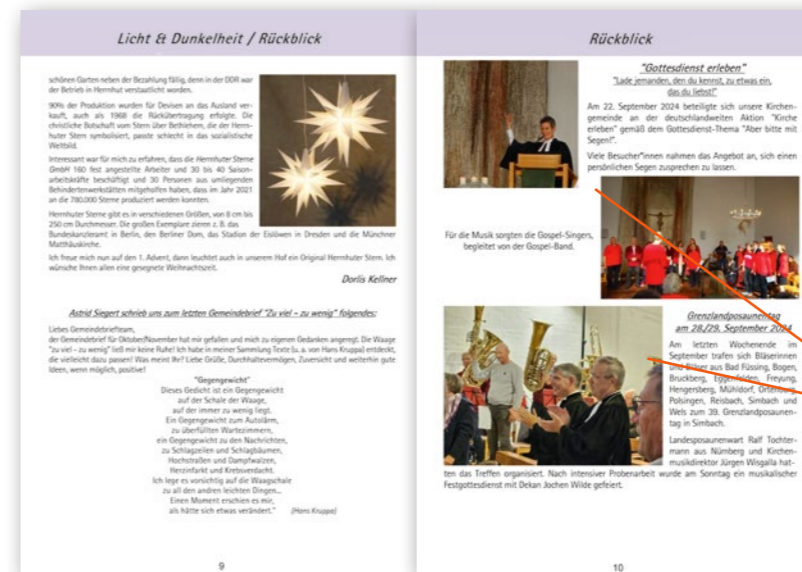 Licht & Dunkelheit / Rückblick
schönen Garten neben der Bezahlung fällig, denn in der DDR war
der Betrieb in Herrnhut verstaatlicht worden.
90% der Produktion wurden für Devisen an das Ausland ver-
kauft, auch als 1968 die Rückübertragung erfolgte. Die
christliche Botschaft vom Stern über Bethlehem, die der Herrn-
huter Stern symbolisiert, passte schlecht in das sozialistische
Weltbild.
Interessant war für mich zu erfahren, dass die Herrnhuter Sterne
GmbH 160 fest angestellte Arbeiter und 30 bis 40 Saison-
arbeitskräfte beschäftigt und 30 Personen aus umliegenden
Behindertenwerkstätten mitgeholfen haben, dass im Jahr 2021
an die 780.000 Sterne produziert werden konnten.
Herrnhuter Sterne gibt es in verschiedenen Größen, von 8 cm bis
250 cm Durchmesser. Die großen Exemplare zieren z. B. das
Bundeskanzleramt in Berlin, den Berliner Dom, das Stadion der Eislöwen in Dresden und die Münchner
Matthäuskirche.
Ich freue mich nun auf den 1. Advent, dann leuchtet auch in unserem Hof ein Original Herrnhuter Stern. Ich
wünsche Ihnen allen eine gesegnete Weihnachtszeit.
Dorlis Kellner
Astrid Siegert schrieb uns zum letzten Gemeindebrief "Zu viel – zu wenig" folgendes:
Liebes Gemeindebriefteam,
der Gemeindebrief für Oktober/November hat mir gefallen und mich zu eigenen Gedanken angeregt. Die Waage
"zu viel – zu wenig" ließ mir keine Ruhe! Ich habe in meiner Sammlung Texte (u. a. von Hans Kruppa) entdeckt,
die vielleicht dazu passen! Was meint Ihr? Liebe Grüße, Durchhaltevermögen, Zuversicht und weiterhin gute
Ideen, wenn möglich, positive!
"Gegengewicht"
Dieses Gedicht ist ein Gegengewicht
auf der Schale der Waage,
auf der immer zu wenig liegt.
Ein Gegengewicht zum Autolärm,
zu überfüllten Wartezimmern,
ein Gegengewicht zu den Nachrichten,
zu Schlagzeilen und Schlagbäumen,
Hochstraßen und Dampfwalzen,
Herzinfarkt und Krebsverdacht.
Ich lege es vorsichtig auf die Waagschale
zu all den andren leichten Dingen...
Einen Moment erschien es mir,
als hätte sich etwas verändert." (Hans Kruppa)
9
Rückblick
"Gottesdienst erleben"
"Lade jemanden, den du kennst, zu etwas ein,
das du liebst!"
Am 22. September 2024 beteiligte sich unsere Kirchen-
gemeinde an der deutschlandweiten Aktion "Kirche
erleben" gemäß dem Gottesdienst-Thema "Aber bitte mit
Segen!".
Viele Besucher*innen nahmen das Angebot an, sich einen
persönlichen Segen zusprechen zu lassen.
Für die Musik sorgten die Gospel-Singers,
begleitet von der Gospel-Band.
Grenzlandposaunentag
am 28./29. September 2024
Am letzten Wochenende im
September trafen sich Bläserinnen
und Bläser aus Bad Füssing, Bogen,
Bruckberg, Eggenfelden, Freyung,
Hengersberg, Mühldorf, Ortenburg,
Polsingen, Reisbach, Simbach und
Wels zum 39. Grenzlandposaunen-
tag in Simbach.
Landesposaunenwart Ralf Tochter-
mann aus Nürnberg und Kirchen-
musikdirektor Jürgen Wisgalla hat-
ten das Treffen organisiert. Nach intensiver Probenarbeit wurde am Sonntag ein musikalischer
Festgottesdienst mit Dekan Jochen Wilde gefeiert.
10